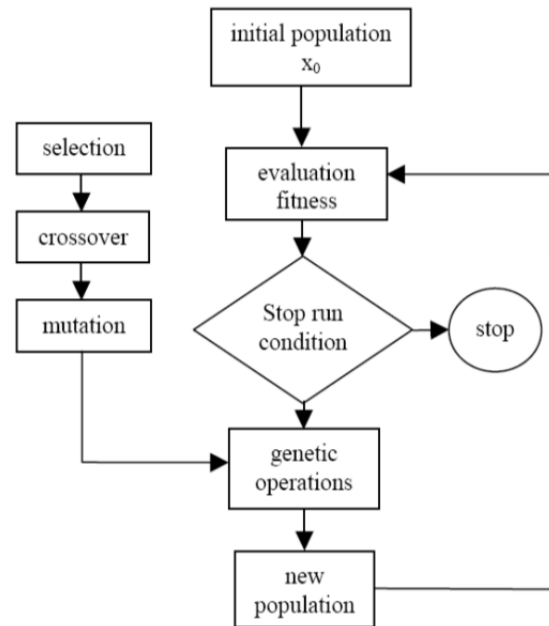 initial population
x₀
selection
evaluation
fitness
crossover
mutation
Stop run
condition
stop
genetic
operations
new
population